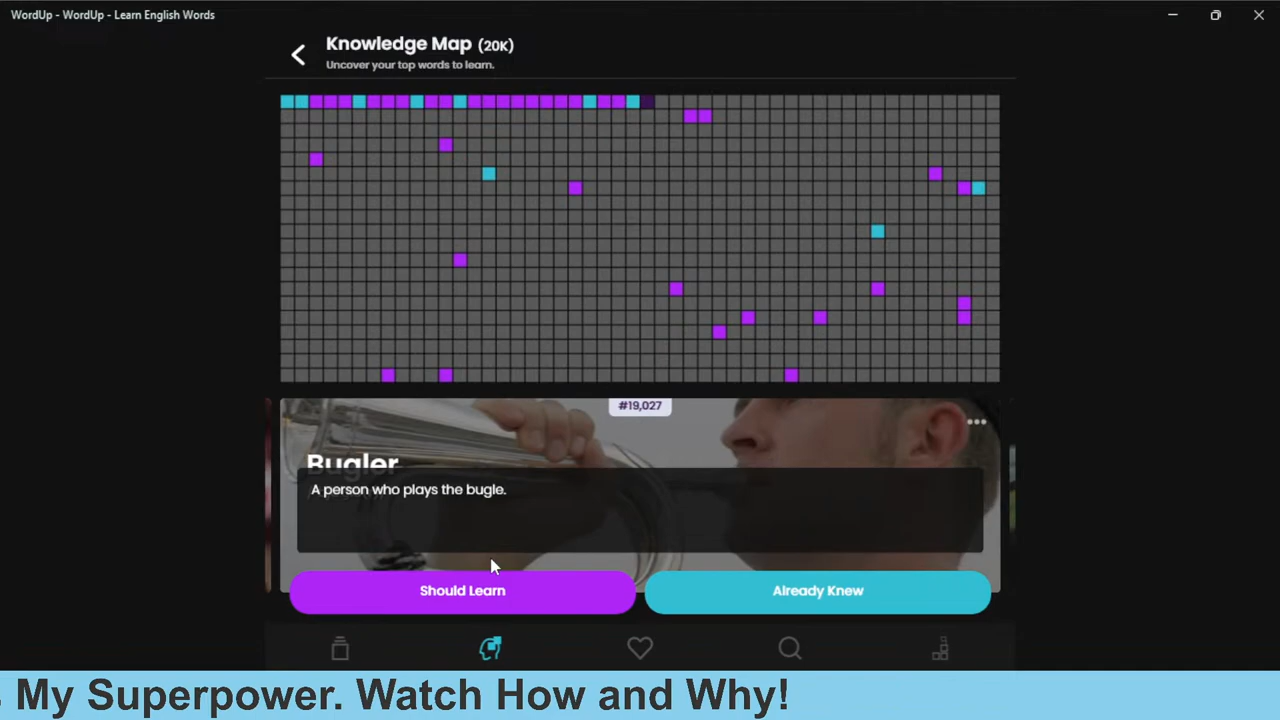 WordUp - WordUp - Learn English Words
Knowledge Map (20K)
Uncover your top words to learn.
#19,027
Bugler
A person who plays the bugle.
Should Learn
Already Knew
My Superpower. Watch How and Why!